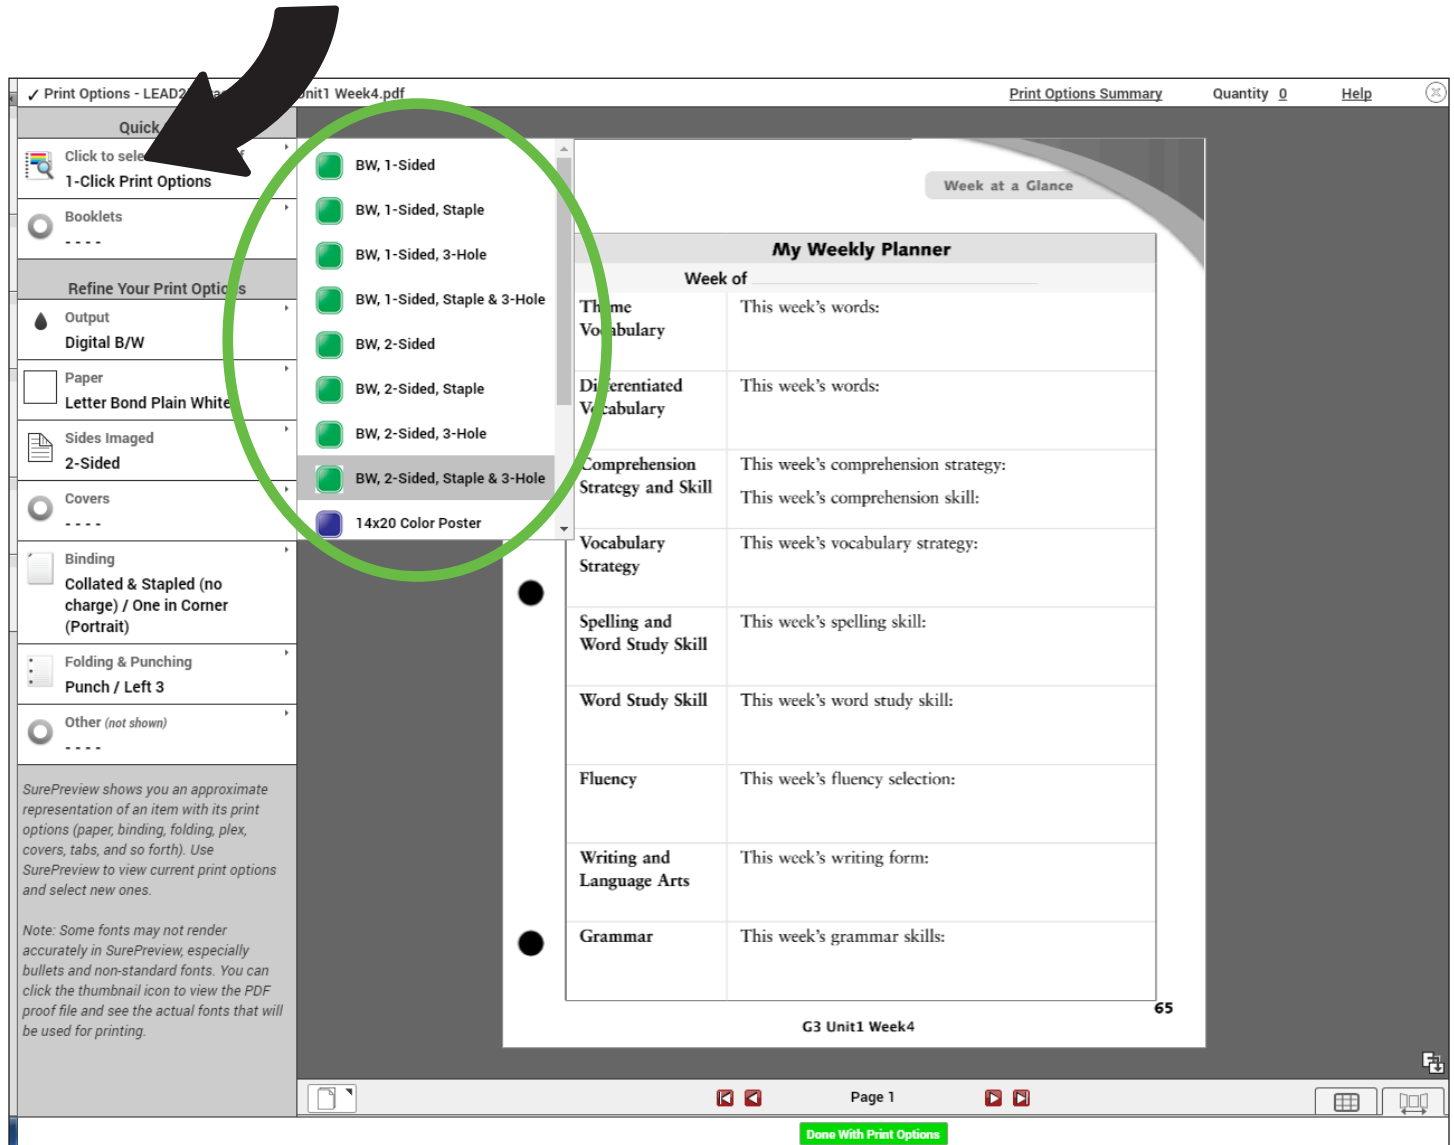 ✓ Print Options - LEAD2 nit1 Week4.pdf
Print Options Summary
Quantity 0
Help
Quick
Click to sele
1-Click Print Options
Booklets
- - - -
Refine Your Print Options
Output
Digital B/W
Paper
Letter Bond Plain White
Sides Imaged
2-Sided
Covers
- - - -
Binding
Collated & Stapled (no
charge) / One in Corner
(Portrait)
Folding & Punching
Punch / Left 3
Other (not shown)
- - - -
SurePreview shows you an approximate
representation of an item with its print
options (paper, binding, folding, plex,
covers, tabs, and so forth). Use
SurePreview to view current print options
and select new ones.
Note: Some fonts may not render
accurately in SurePreview, especially
bullets and non-standard fonts. You can
click the thumbnail icon to view the PDF
proof file and see the actual fonts that will
be used for printing.
BW, 1-Sided
BW, 1-Sided, Staple
BW, 1-Sided, 3-Hole
BW, 1-Sided, Staple & 3-Hole
BW, 2-Sided
BW, 2-Sided, Staple
BW, 2-Sided, 3-Hole
BW, 2-Sided, Staple & 3-Hole
14x20 Color Poster
Week at a Glance
My Weekly Planner
Week of
Theme
Vocabulary
This week's words:
Differentiated
Vocabulary
This week's words:
Comprehension
Strategy and Skill
This week's comprehension strategy:
This week's comprehension skill:
Vocabulary
Strategy
This week's vocabulary strategy:
Spelling and
Word Study Skill
This week's spelling skill:
Word Study Skill
This week's word study skill:
Fluency
This week's fluency selection:
Writing and
Language Arts
This week's writing form:
Grammar
This week's grammar skills:
65
G3 Unit1 Week4
Page 1
Done With Print Options